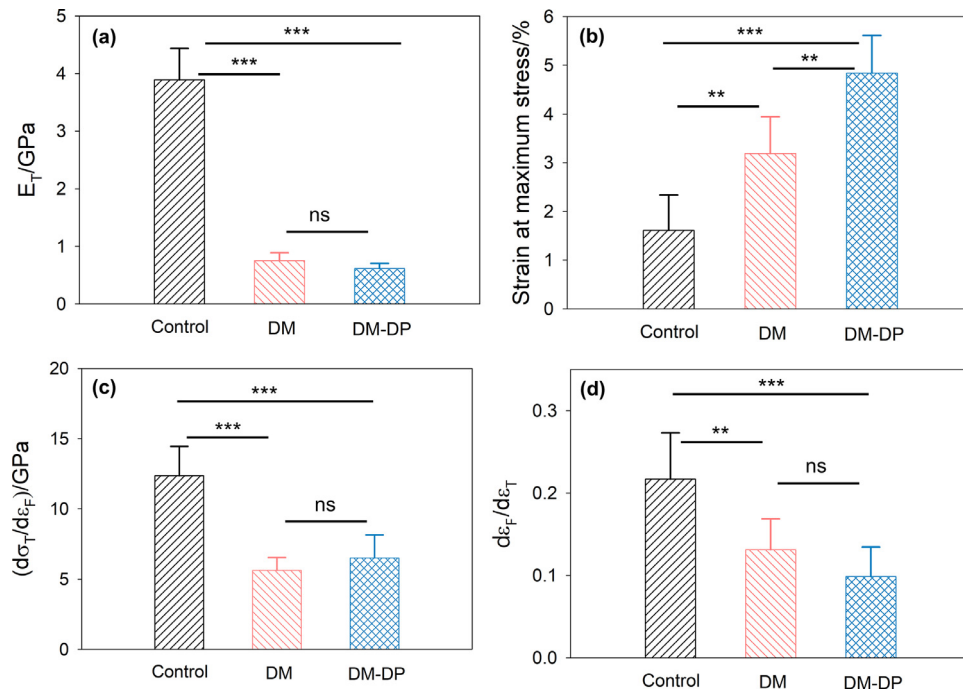 (a)
***
***
ns
E_T/GPa
5
4
3
2
1
0
Control DM DM-DP
(b)
***
**
**
Strain at maximum stress/%
6
5
4
3
2
1
0
Control DM DM-DP
(c)
***
***
ns
(dσ_T/dε_F)/GPa
20
15
10
5
0
Control DM DM-DP
(d)
***
**
ns
dε_F/dε_T
0.3
0.2
0.1
0.0
Control DM DM-DP